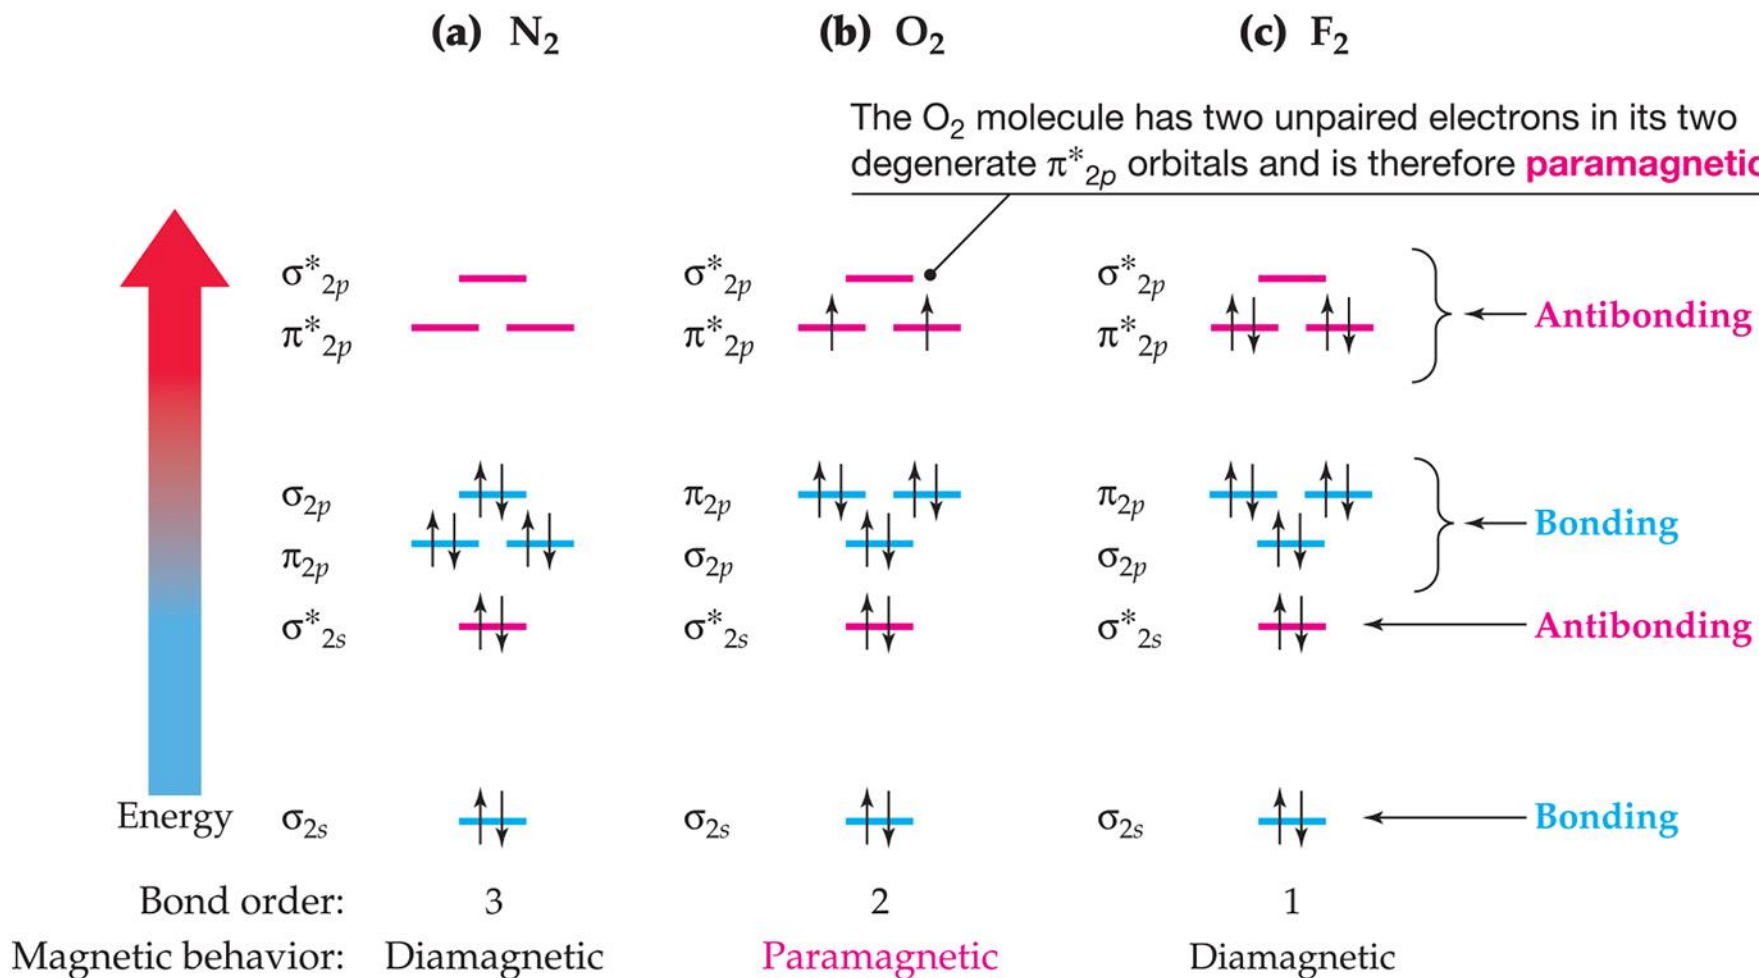 (a) N₂ (b) O₂ (c) F₂
The O₂ molecule has two unpaired electrons in its two
degenerate π*₂ₚ orbitals and is therefore paramagnetic
σ*₂ₚ σ*₂ₚ σ*₂ₚ
Antibonding
π*₂ₚ π*₂ₚ π*₂ₚ
σ₂ₚ π₂ₚ π₂ₚ
Bonding
π₂ₚ σ₂ₚ σ₂ₚ
σ*₂ₛ σ*₂ₛ σ*₂ₛ Antibonding
Energy σ₂ₛ σ₂ₛ σ₂ₛ Bonding
Bond order: 3 2 1
Magnetic behavior: Diamagnetic Paramagnetic Diamagnetic